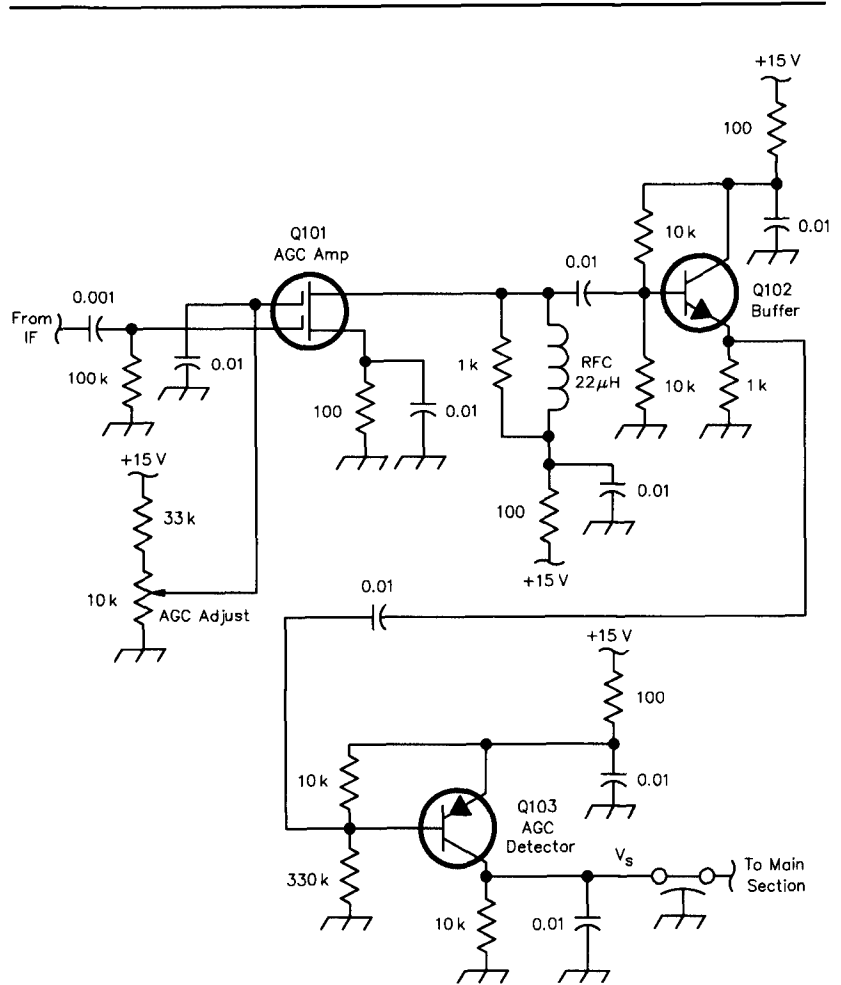 +15 V
100
0.01
10 k
Q101
AGC Amp
0.01
Q102
Buffer
0.001
From
IF
0.01
100 k
1 k
RFC
22µH
100
0.01
10 k
1 k
+15 V
0.01
33 k
100
10 k
AGC Adjust
+15 V
0.01
+15 V
100
10 k
0.01
Q103
AGC
Detector
Vs
To Main
Section
330 k
10 k
0.01